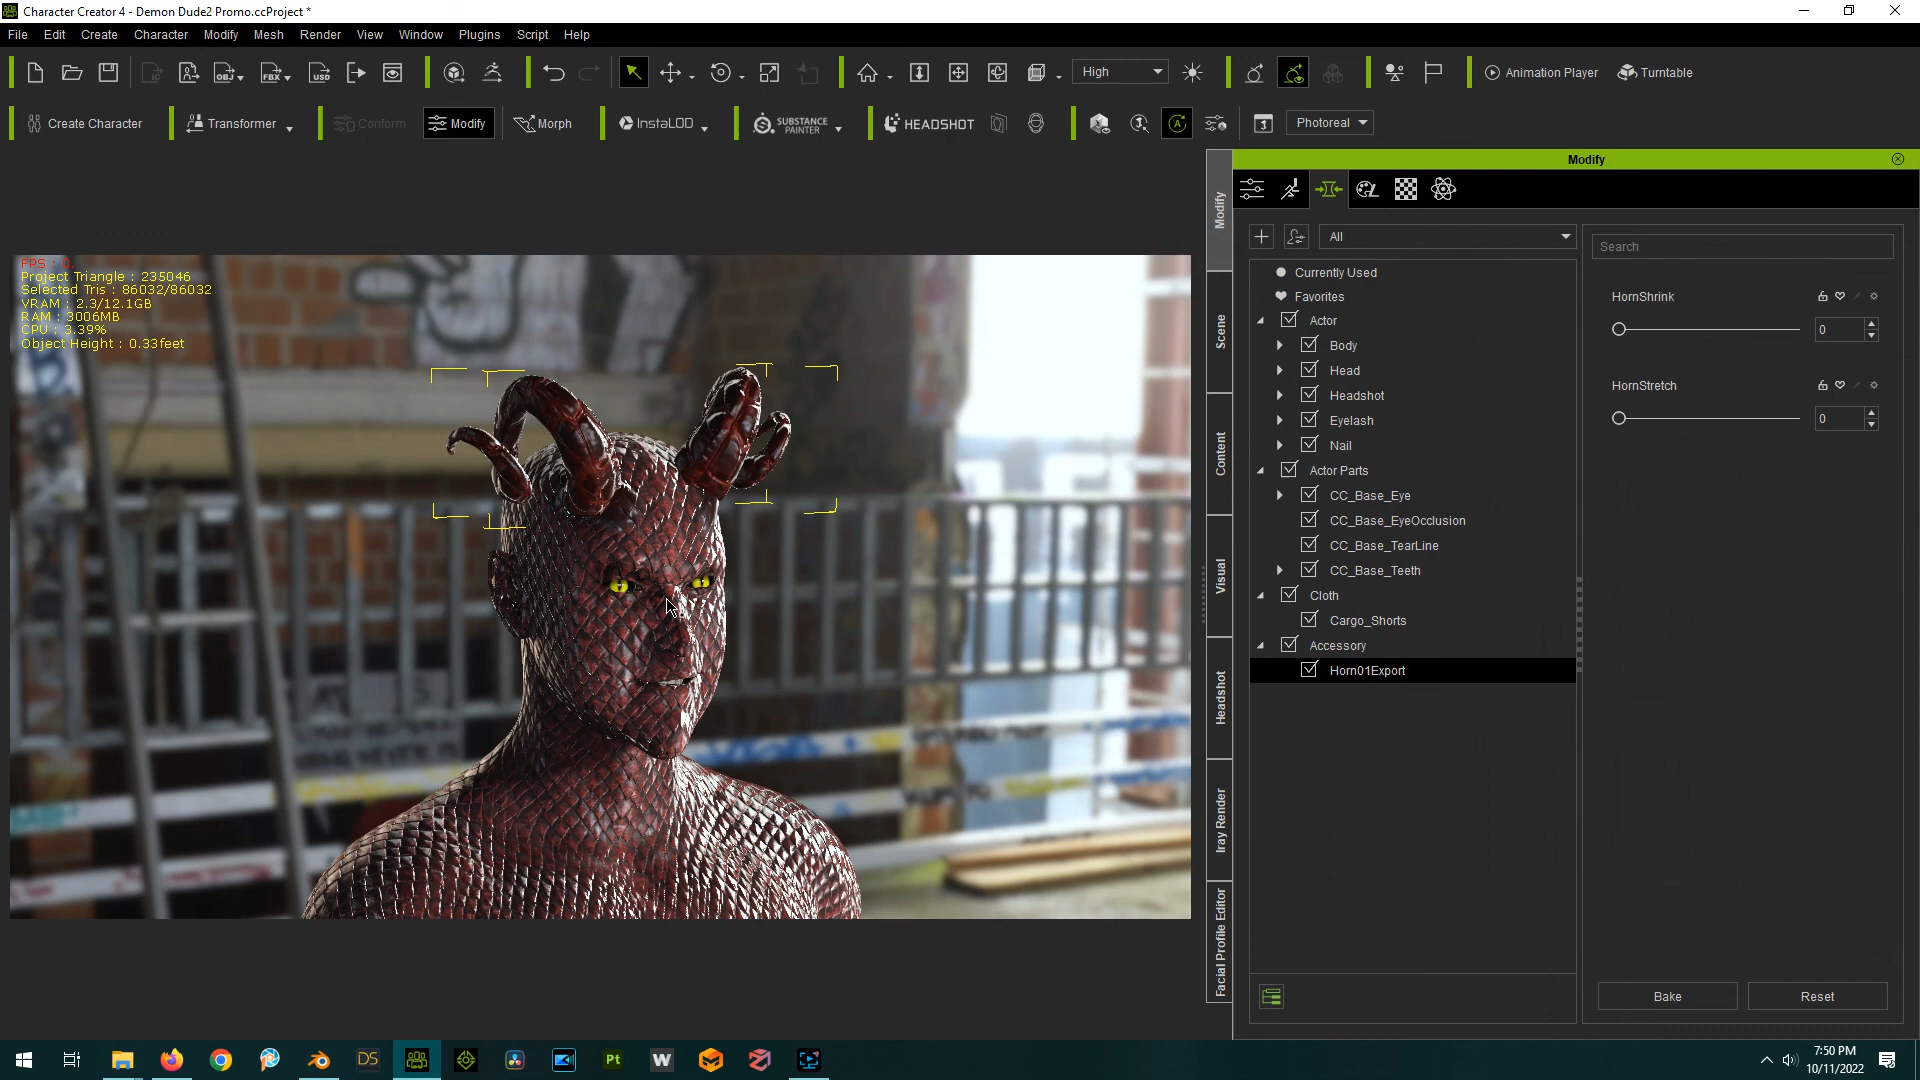 Character Creator 4 - Demon Dude2 Promo.ccProject *
File Edit Create Character Modify Mesh Render View Window Plugins Script Help
OBJ FBX USD High Animation Player Turntable
Create Character Transformer Conform Modify Morph InstaLOD SUBSTANCE PAINTER HEADSHOT A Photoreal
Modify
All
Search
Currently Used
Favorites
Actor
Body
Head
Headshot
Eyelash
Nail
Actor Parts
CC_Base_Eye
CC_Base_EyeOcclusion
CC_Base_TearLine
CC_Base_Teeth
Cloth
Cargo_Shorts
Accessory
Horn01Export
HornShrink
0
HornStretch
0
Bake Reset
Modify
Scene
Content
Visual
Headshot
Iray Render
Facial Profile Editor
FPS : 0
Project Triangle : 235046
Selected Tris : 86032/86032
VRAM : 2.3/12.1GB
RAM : 3006MB
CPU : 3.39%
Object Height : 0.33feet
DS Pt W
7:50 PM
10/11/2022